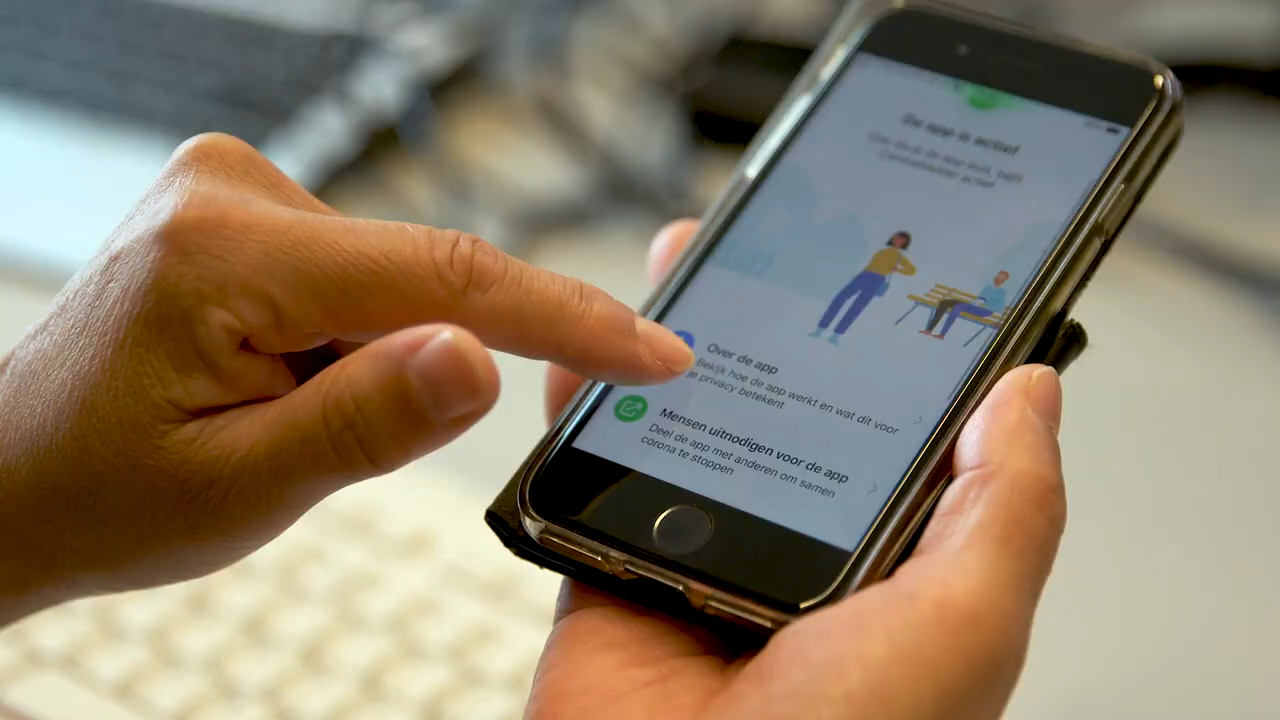 De app is actief
Over de app
Bekijk hoe de app werkt en wat dit voor
je privacy betekent
Mensen uitnodigen voor de app
Deel de app met anderen om samen
corona te stoppen